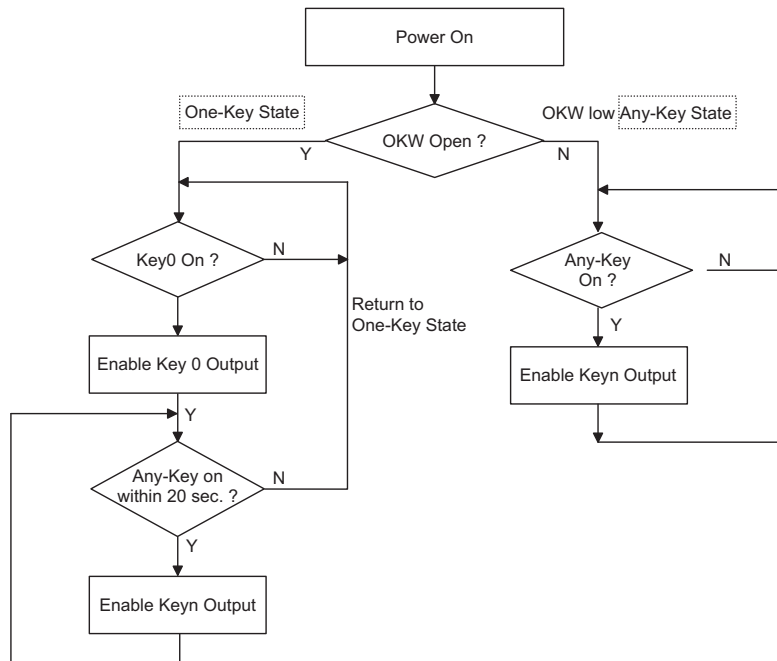 Power On
One-Key State
OKW low Any-Key State
OKW Open ?
Y
N
Key0 On ?
N
Any-Key
On ?
N
Return to
One-Key State
Y
Enable Key 0 Output
Enable Keyn Output
Y
Any-Key on
within 20 sec. ?
N
Y
Enable Keyn Output